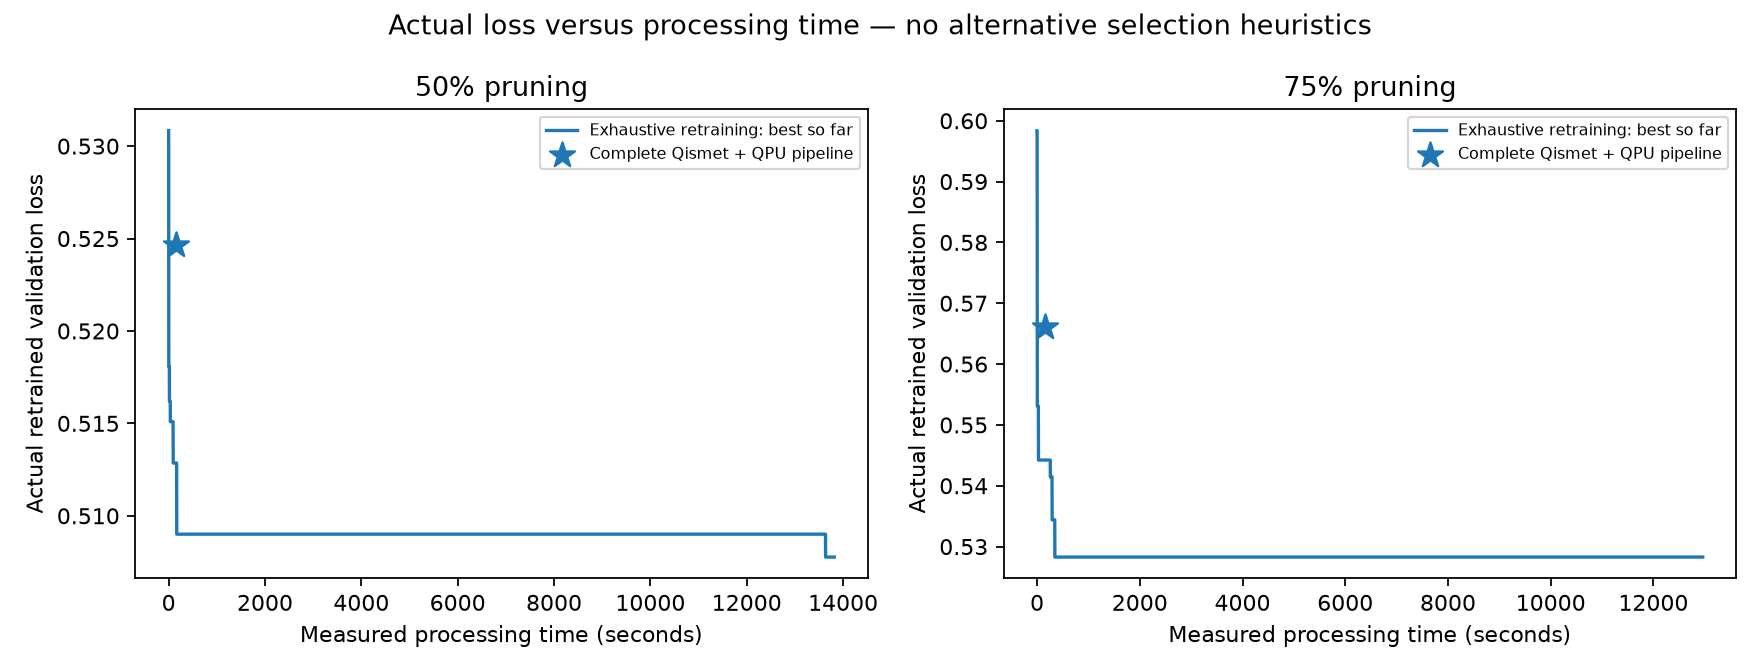 Actual loss versus processing time — no alternative selection heuristics
50% pruning
Exhaustive retraining: best so far
Complete Qismet + QPU pipeline
0.530
0.525
0.520
0.515
0.510
Actual retrained validation loss
0 2000 4000 6000 8000 10000 12000 14000
Measured processing time (seconds)
75% pruning
Exhaustive retraining: best so far
Complete Qismet + QPU pipeline
0.60
0.59
0.58
0.57
0.56
0.55
0.54
0.53
Actual retrained validation loss
0 2000 4000 6000 8000 10000 12000
Measured processing time (seconds)